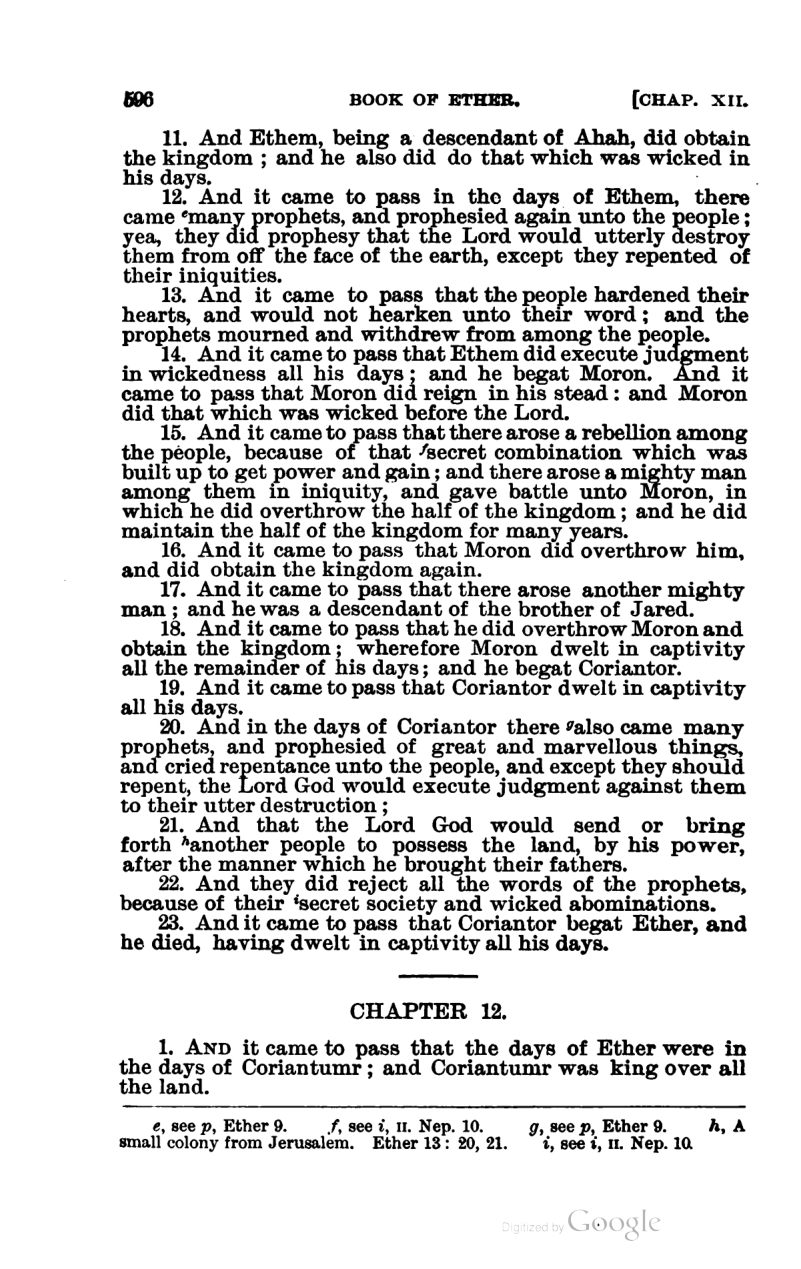 596 BOOK OF ETHER. [CHAP. XII.
11. And Ethem, being a descendant of Ahah, did obtain
the kingdom ; and he also did do that which was wicked in
his days.
12. And it came to pass in the days of Ethem, there
came ᵉmany prophets, and prophesied again unto the people ;
yea, they did prophesy that the Lord would utterly destroy
them from off the face of the earth, except they repented of
their iniquities.
13. And it came to pass that the people hardened their
hearts, and would not hearken unto their word ; and the
prophets mourned and withdrew from among the people.
14. And it came to pass that Ethem did execute judgment
in wickedness all his days ; and he begat Moron. And it
came to pass that Moron did reign in his stead : and Moron
did that which was wicked before the Lord.
15. And it came to pass that there arose a rebellion among
the people, because of that ᶠsecret combination which was
built up to get power and gain ; and there arose a mighty man
among them in iniquity, and gave battle unto Moron, in
which he did overthrow the half of the kingdom ; and he did
maintain the half of the kingdom for many years.
16. And it came to pass that Moron did overthrow him,
and did obtain the kingdom again.
17. And it came to pass that there arose another mighty
man ; and he was a descendant of the brother of Jared.
18. And it came to pass that he did overthrow Moron and
obtain the kingdom ; wherefore Moron dwelt in captivity
all the remainder of his days ; and he begat Coriantor.
19. And it came to pass that Coriantor dwelt in captivity
all his days.
20. And in the days of Coriantor there ᵍalso came many
prophets, and prophesied of great and marvellous things,
and cried repentance unto the people, and except they should
repent, the Lord God would execute judgment against them
to their utter destruction ;
21. And that the Lord God would send or bring
forth ʰanother people to possess the land, by his power,
after the manner which he brought their fathers.
22. And they did reject all the words of the prophets,
because of their ⁱsecret society and wicked abominations.
23. And it came to pass that Coriantor begat Ether, and
he died, having dwelt in captivity all his days.
CHAPTER 12.
1. AND it came to pass that the days of Ether were in
the days of Coriantumr ; and Coriantumr was king over all
the land.
e, see p, Ether 9. f, see i, II. Nep. 10. g, see p, Ether 9. h, A
small colony from Jerusalem. Ether 13 : 20, 21. i, see i, II. Nep. 10.
Digitized by Google